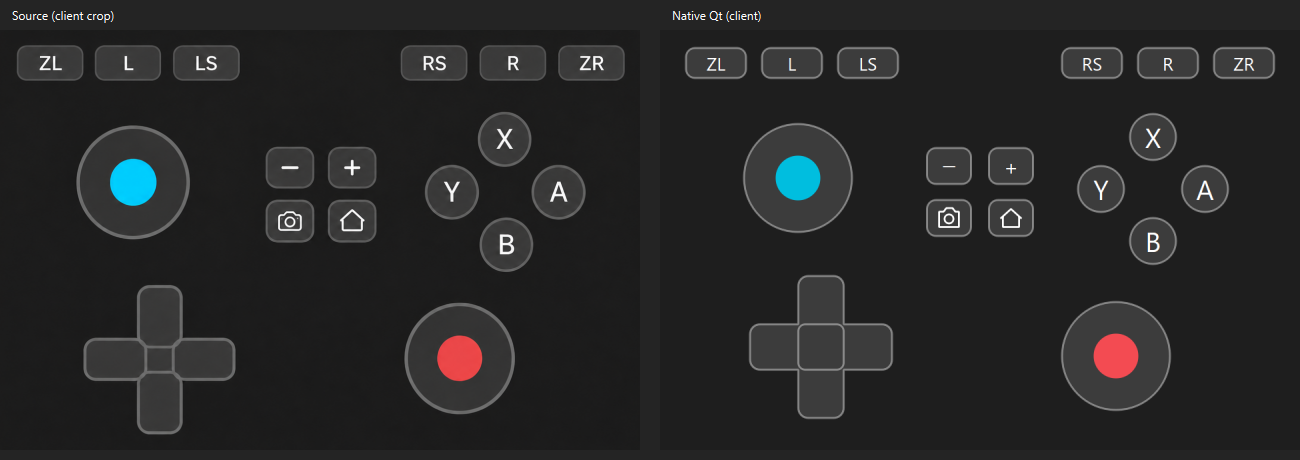 Source (client crop)
Native Qt (client)
ZL L LS RS R ZR
ZL L LS RS R ZR
X
Y A
B
− +
X
Y A
B
− +